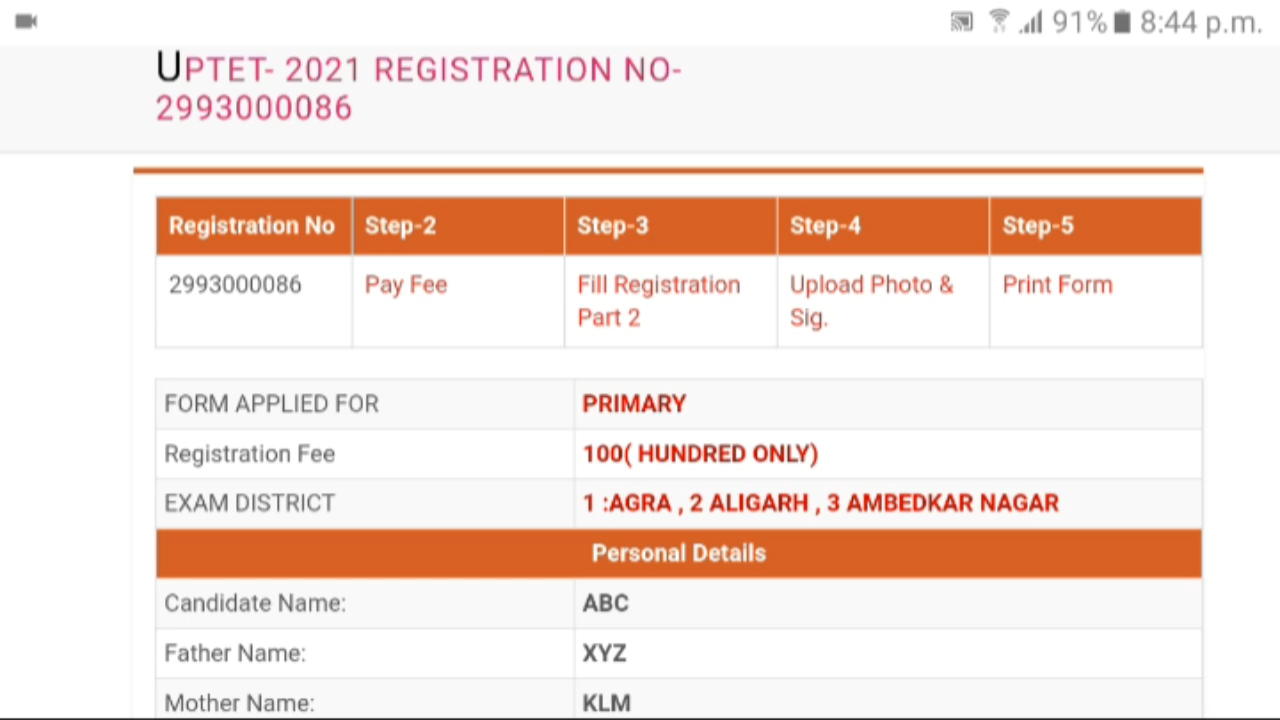 91% 8:44 p.m.
UPTET- 2021 REGISTRATION NO-
2993000086
Registration No Step-2 Step-3 Step-4 Step-5
2993000086 Pay Fee Fill Registration Part 2 Upload Photo & Sig. Print Form
FORM APPLIED FOR PRIMARY
Registration Fee 100( HUNDRED ONLY)
EXAM DISTRICT 1 :AGRA , 2 ALIGARH , 3 AMBEDKAR NAGAR
Personal Details
Candidate Name: ABC
Father Name: XYZ
Mother Name: KLM